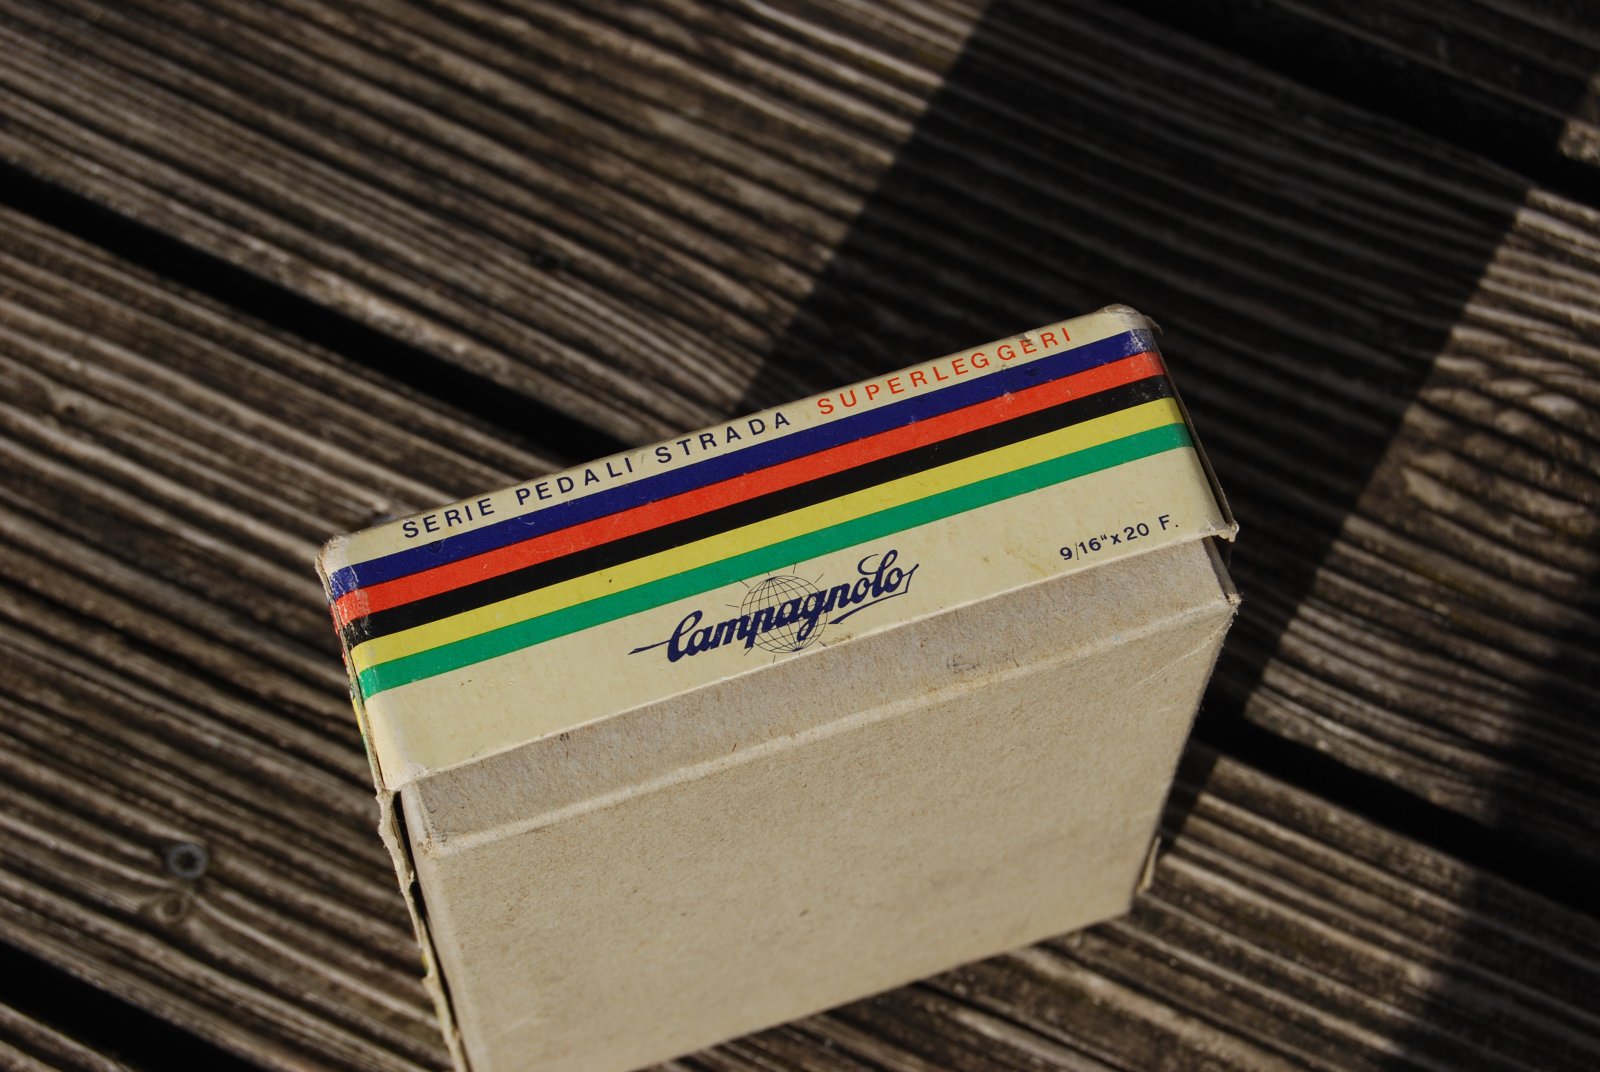 SERIE PEDALI STRADA SUPERLEGGERI
Campagnolo
9/16"x20 F.